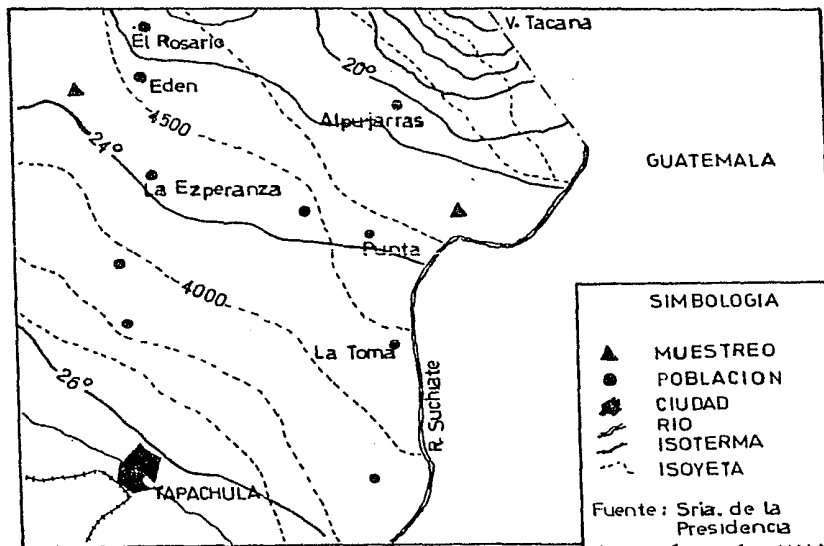 V. Tacana
El Rosario
Eden
20°
Alpujarras
4500
24°
GUATEMALA
La Ezperanza
Punta
4000
La Toma
26°
R. Suchiate
TAPACHULA
SIMBOLOGIA
MUESTREO
POBLACION
CIUDAD
RIO
ISOTERMA
ISOYETA
Fuente: Sria. de la
Presidencia